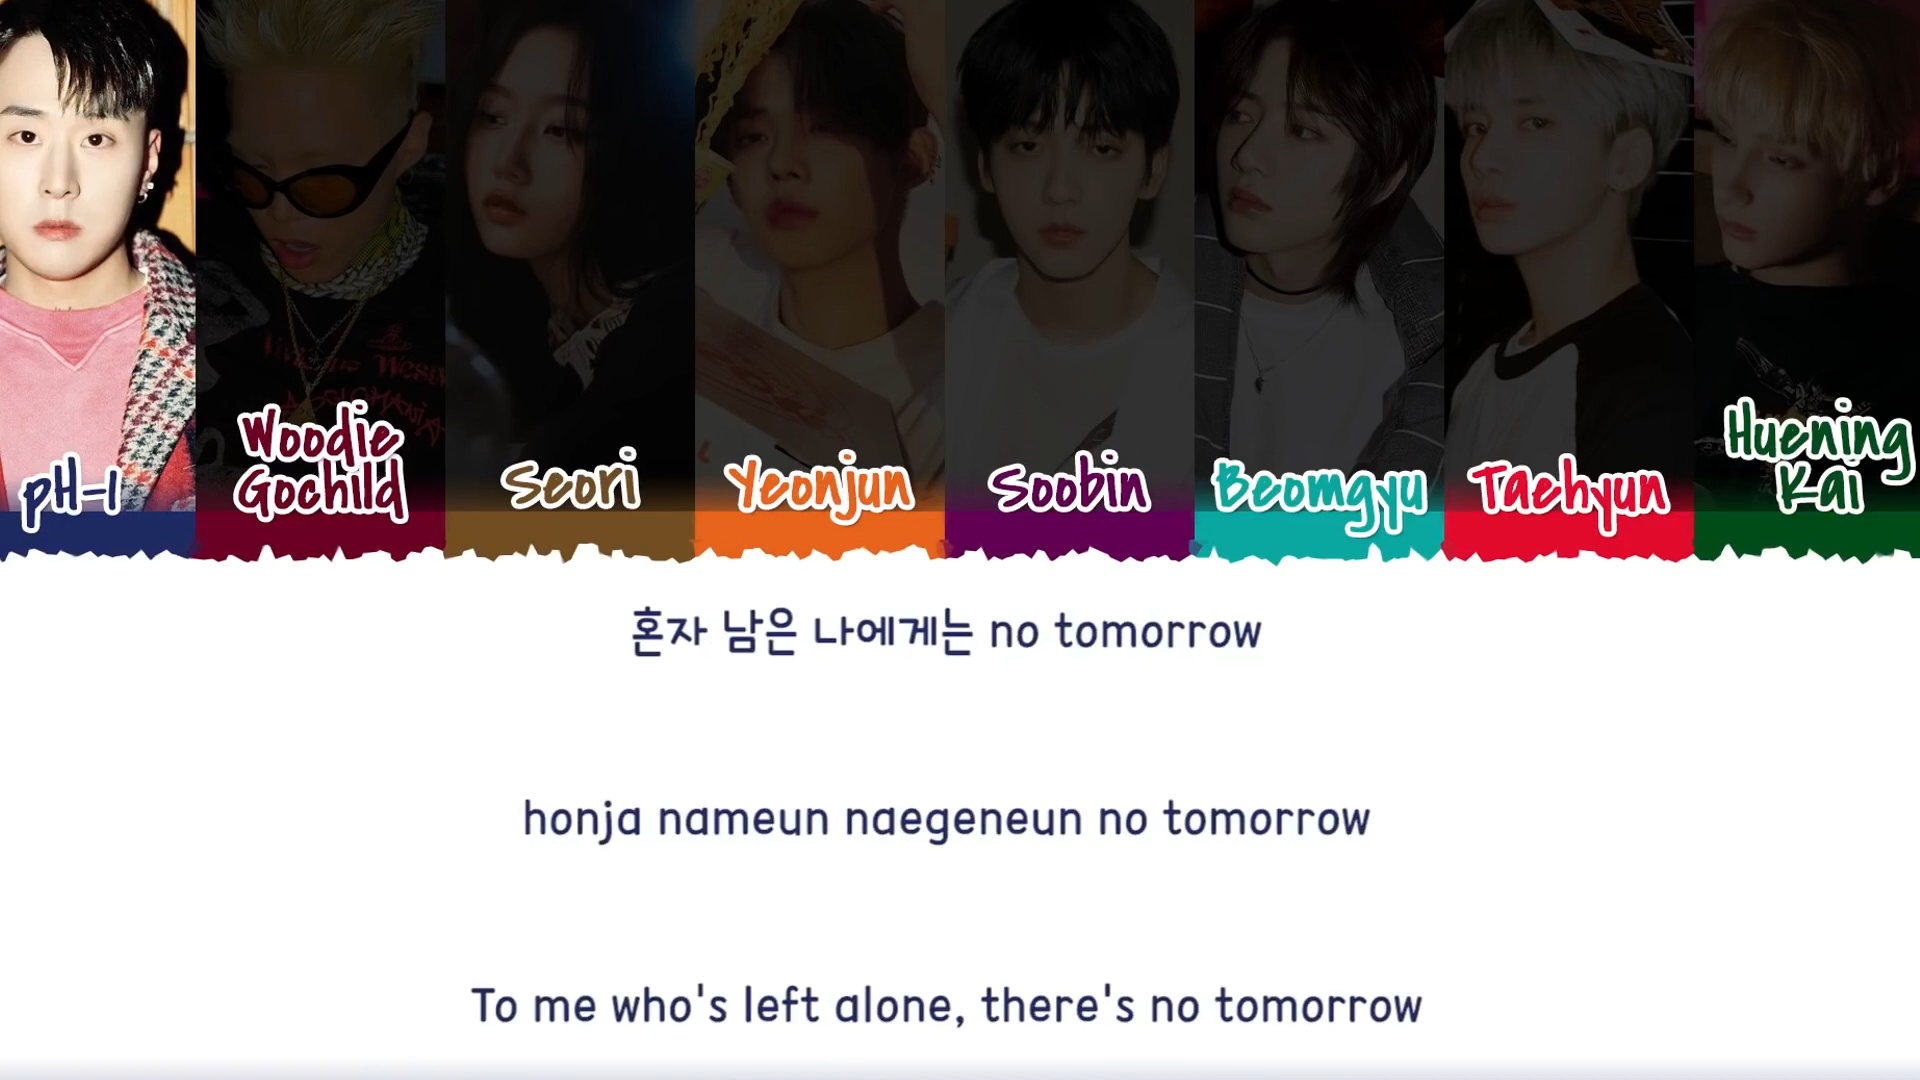 pH-1
Woodie
Gochild
Seori
Yeonjun
Soobin
Beomgyu
Taehyun
Huening
Kai
혼자 남은 나에게는 no tomorrow
honja nameun naegeneun no tomorrow
To me who's left alone, there's no tomorrow